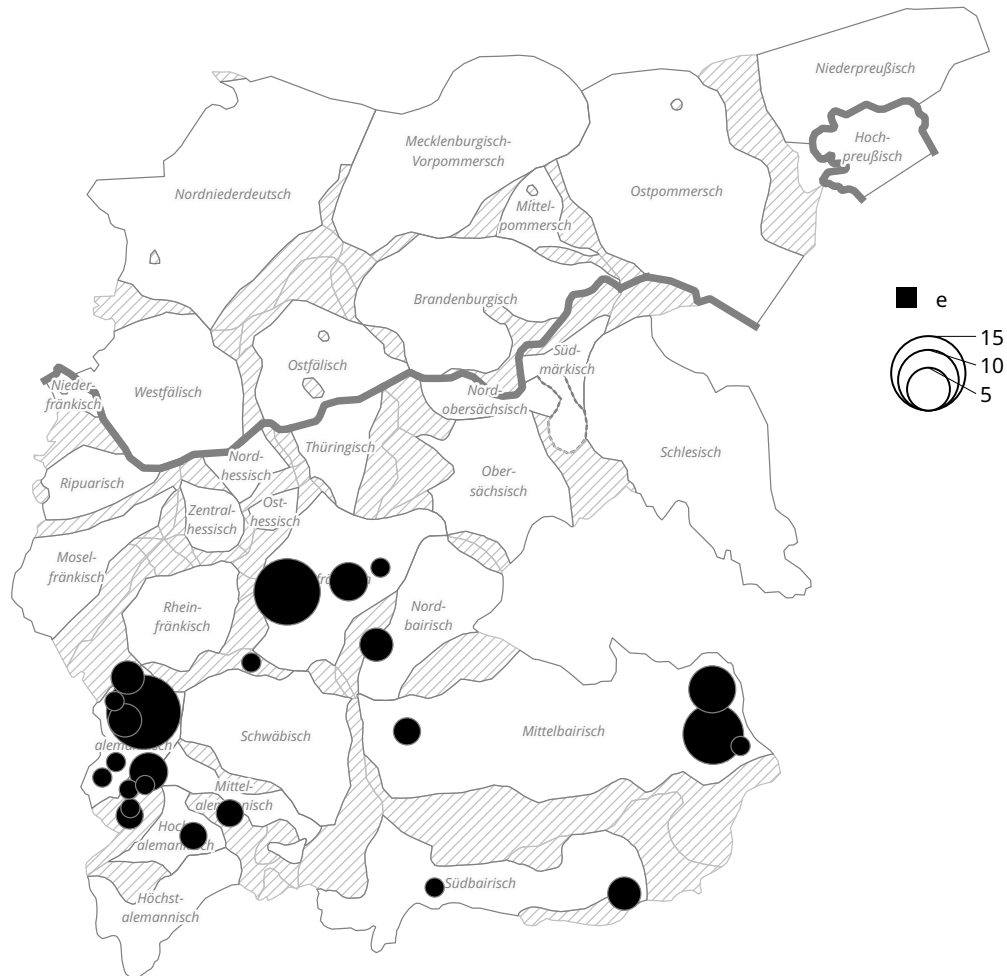 Niederpreußisch
Hoch-
preußisch
Mecklenburgisch-
Vorpommersch
Nordniederdeutsch
Ostpommersch
Mittel-
pommersch
Brandenburgisch
e
15
10
5
Süd-
märkisch
Ostfälisch
Westfälisch
Nieder-
fränkisch
Nord-
obersächsisch
Thüringisch
Nord-
hessisch
Schlesisch
Ripuarisch
Ober-
sächsisch
Zentral-
hessisch
Ost-
hessisch
Mosel-
fränkisch
Rhein-
fränkisch
Nord-
bairisch
Schwäbisch
Mittelbairisch
Mittel-
alemannisch
Höchst-
alemannisch
Südbairisch